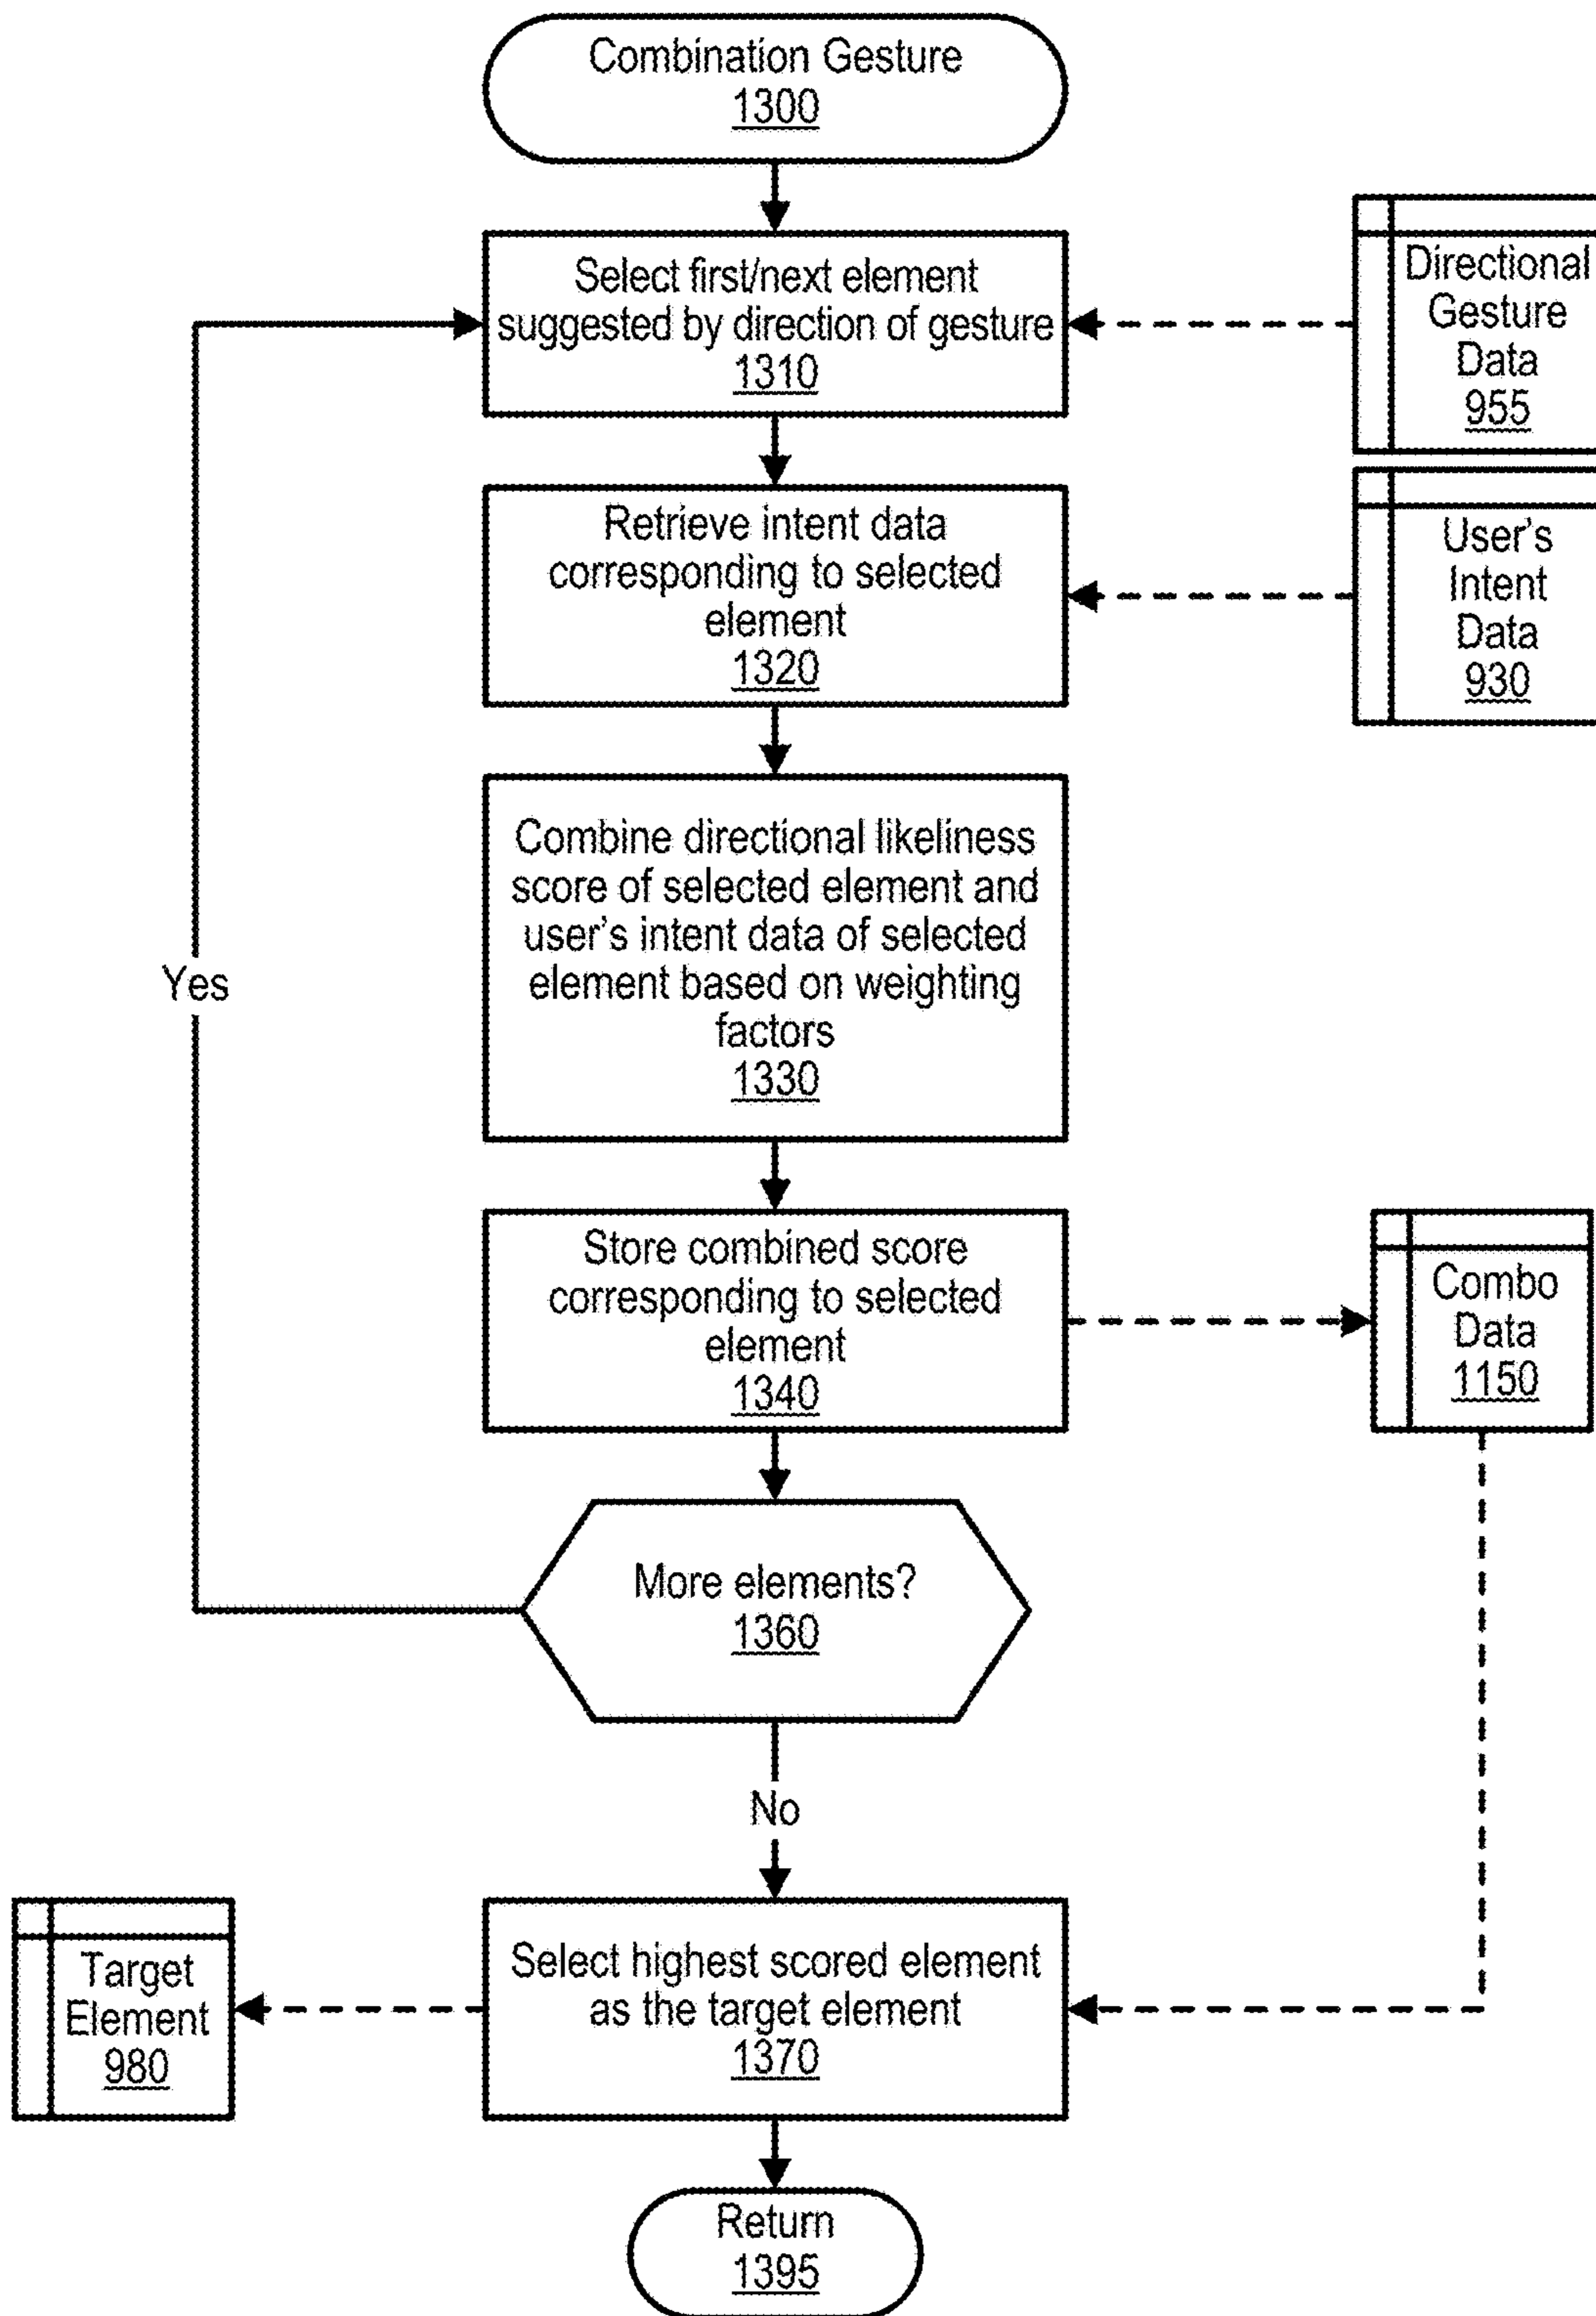 Combination Gesture
1300
Select first/next element
suggested by direction of gesture
1310
Directional
Gesture
Data
955
Retrieve intent data
corresponding to selected
element
1320
User's
Intent
Data
930
Combine directional likeliness
score of selected element and
user's intent data of selected
element based on weighting
factors
1330
Yes
Store combined score
corresponding to selected
element
1340
Combo
Data
1150
More elements?
1360
No
Target
Element
980
Select highest scored element
as the target element
1370
Return
1395